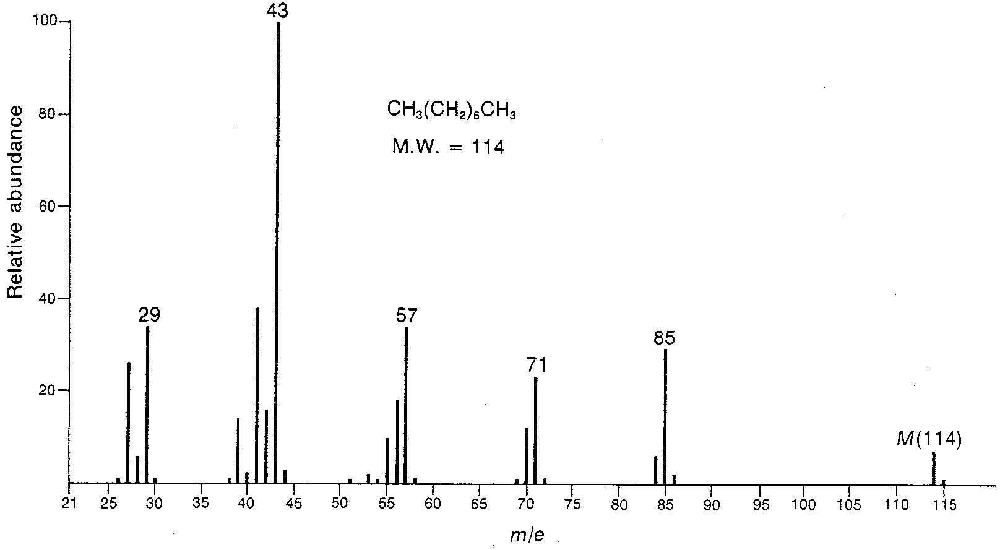 43
100
CH₃(CH₂)₆CH₃
80
M.W. = 114
Relative abundance
60
40
29
57
85
71
20
M(114)
21 25 30 35 40 45 50 55 60 65 70 75 80 85 90 95 100 105 110 115
m/e